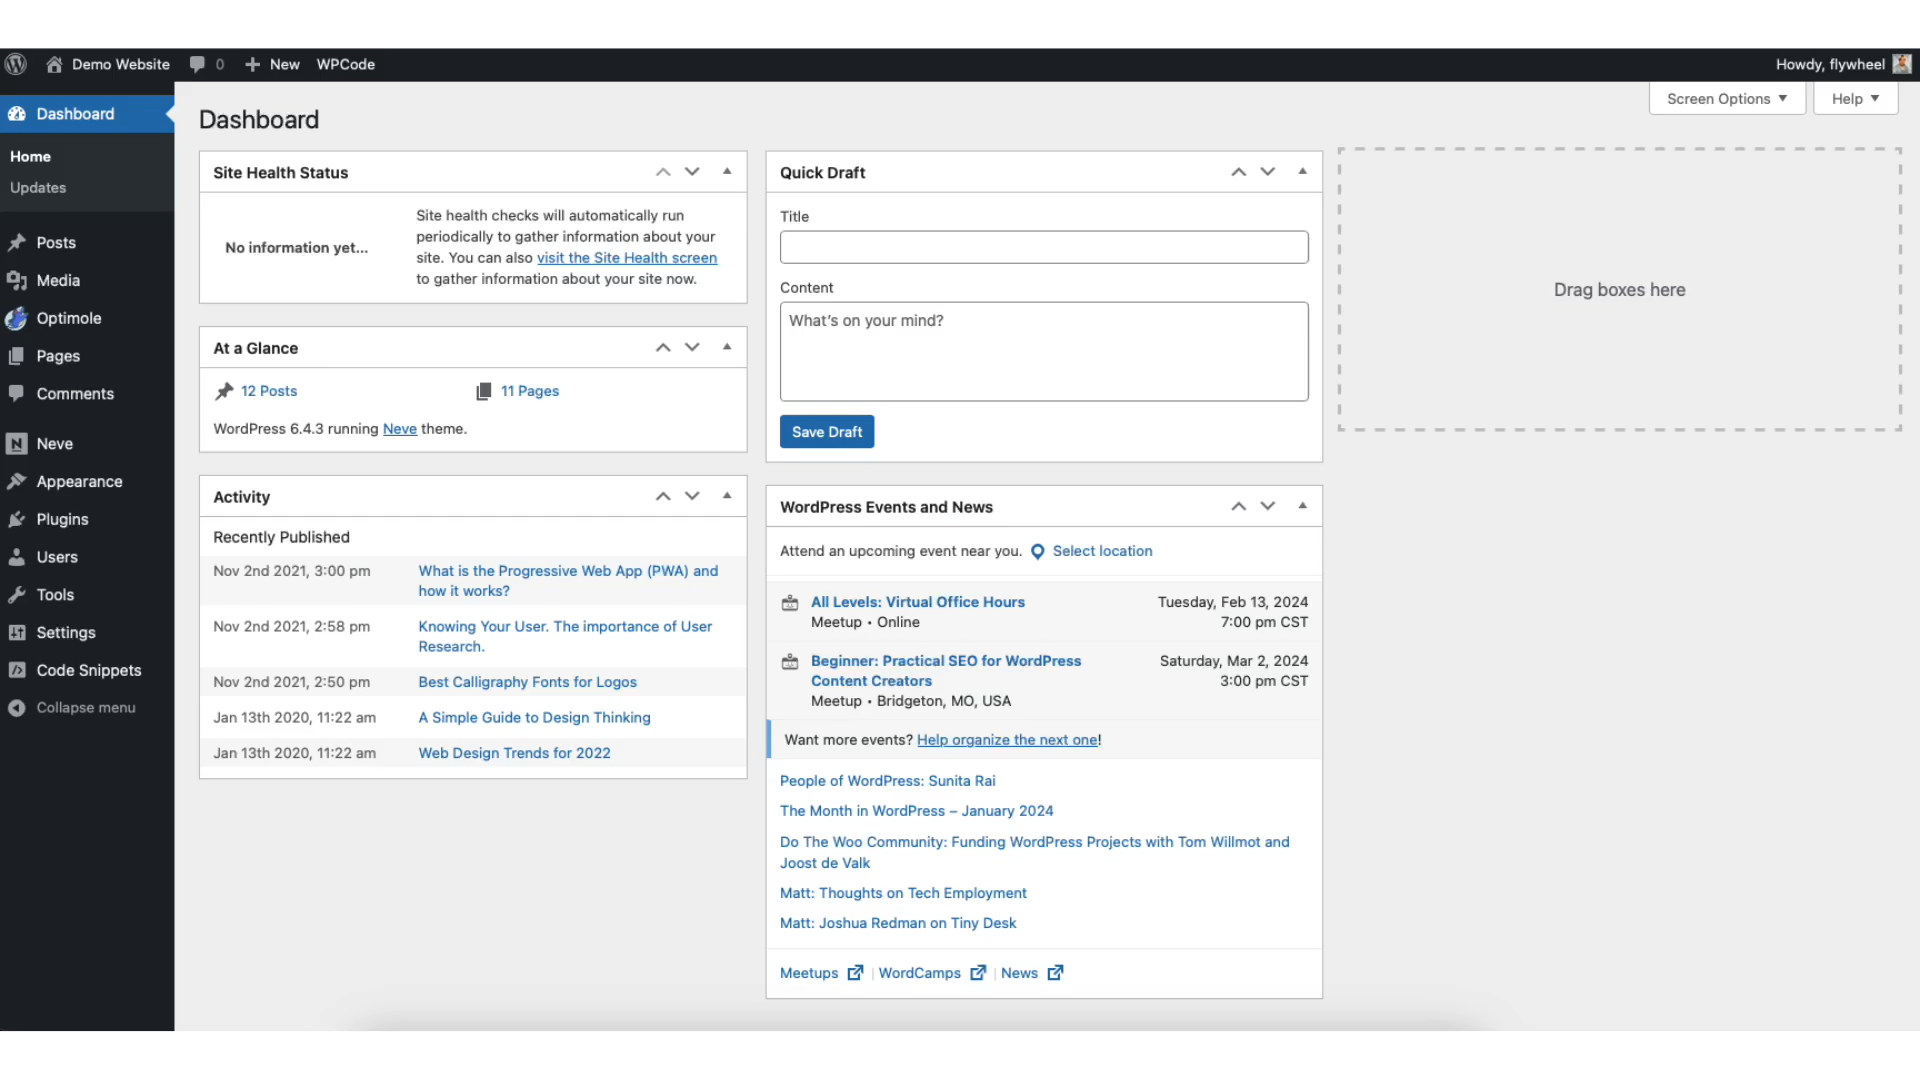 Demo Website
0
New
WPCode
Howdy, flywheel
Screen Options
Help
Dashboard
Home
Updates
Posts
Media
Optimole
Pages
Comments
Neve
Appearance
Plugins
Users
Tools
Settings
Code Snippets
Collapse menu
Dashboard
Site Health Status
No information yet...
Site health checks will automatically run
periodically to gather information about your
site. You can also visit the Site Health screen
to gather information about your site now.
At a Glance
12 Posts
11 Pages
WordPress 6.4.3 running Neve theme.
Activity
Recently Published
Nov 2nd 2021, 3:00 pm
What is the Progressive Web App (PWA) and
how it works?
Nov 2nd 2021, 2:58 pm
Knowing Your User. The importance of User
Research.
Nov 2nd 2021, 2:50 pm
Best Calligraphy Fonts for Logos
Jan 13th 2020, 11:22 am
A Simple Guide to Design Thinking
Jan 13th 2020, 11:22 am
Web Design Trends for 2022
Quick Draft
Title
Content
What's on your mind?
Save Draft
WordPress Events and News
Attend an upcoming event near you.
Select location
All Levels: Virtual Office Hours
Meetup • Online
Tuesday, Feb 13, 2024
7:00 pm CST
Beginner: Practical SEO for WordPress
Content Creators
Meetup • Bridgeton, MO, USA
Saturday, Mar 2, 2024
3:00 pm CST
Want more events? Help organize the next one!
People of WordPress: Sunita Rai
The Month in WordPress – January 2024
Do The Woo Community: Funding WordPress Projects with Tom Willmot and
Joost de Valk
Matt: Thoughts on Tech Employment
Matt: Joshua Redman on Tiny Desk
Meetups | WordCamps | News
Drag boxes here